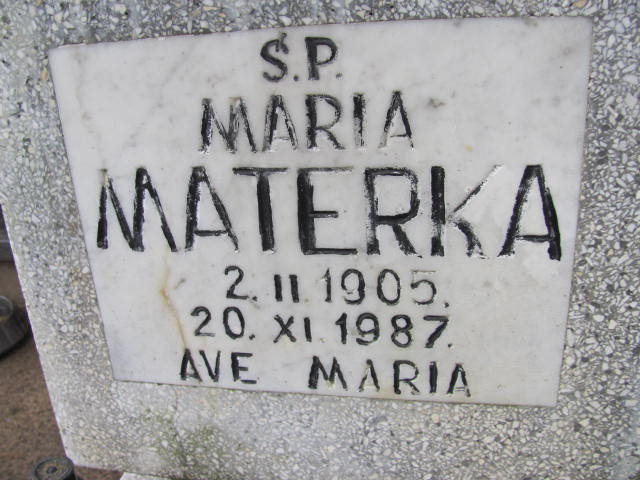 S.P.
MARIA
MATERKA
2.II.1905.
20.XI.1987.
AVE MARIA